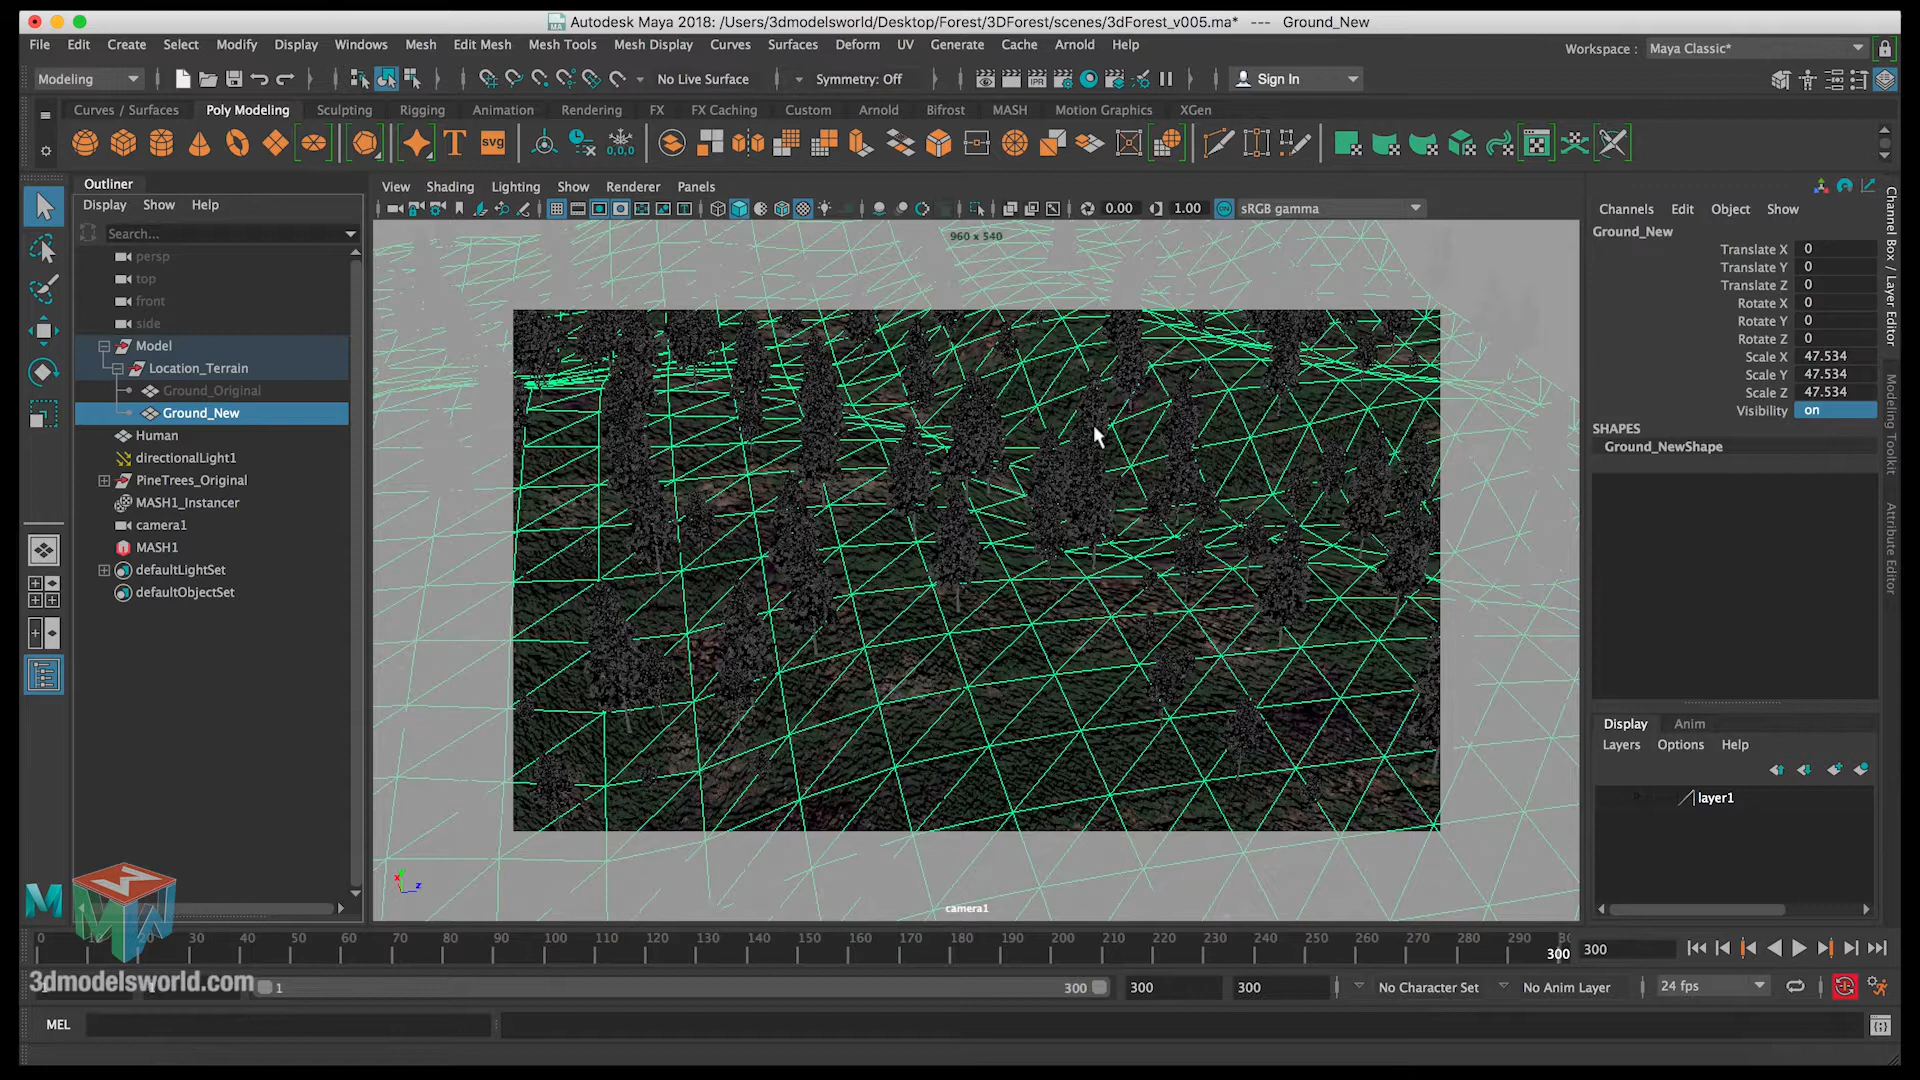 Autodesk Maya 2018: /Users/3dmodelsworld/Desktop/Forest/3DForest/scenes/3dForest_v005.ma* --- Ground_New
File Edit Create Select Modify Display Windows Mesh Edit Mesh Mesh Tools Mesh Display Curves Surfaces Deform UV Generate Cache Arnold Help
Workspace : Maya Classic*
Modeling No Live Surface Symmetry: Off IPR Sign In
Curves / Surfaces Poly Modeling Sculpting Rigging Animation Rendering FX FX Caching Custom Arnold Bifrost MASH Motion Graphics XGen
T svg 0,0,0
Outliner
Display Show Help
Search...
persp
top
front
side
Model
Location_Terrain
Ground_Original
Ground_New
Human
directionalLight1
PineTrees_Original
MASH1_Instancer
camera1
MASH1
defaultLightSet
defaultObjectSet
View Shading Lighting Show Renderer Panels
0.00 1.00 ON sRGB gamma
960 x 540
x z
camera1
Channels Edit Object Show
Ground_New
Translate X 0
Translate Y 0
Translate Z 0
Rotate X 0
Rotate Y 0
Rotate Z 0
Scale X 47.534
Scale Y 47.534
Scale Z 47.534
Visibility on
SHAPES
Ground_NewShape
Channel Box / Layer Editor
Modeling Toolkit
Attribute Editor
Display Anim
Layers Options Help
layer1
0 10 20 30 40 50 60 70 80 90 100 110 120 130 140 150 160 170 180 190 200 210 220 230 240 250 260 270 280 290 300
300
3dmodelsworld.com
1 300 300 300 No Character Set No Anim Layer 24 fps
MEL